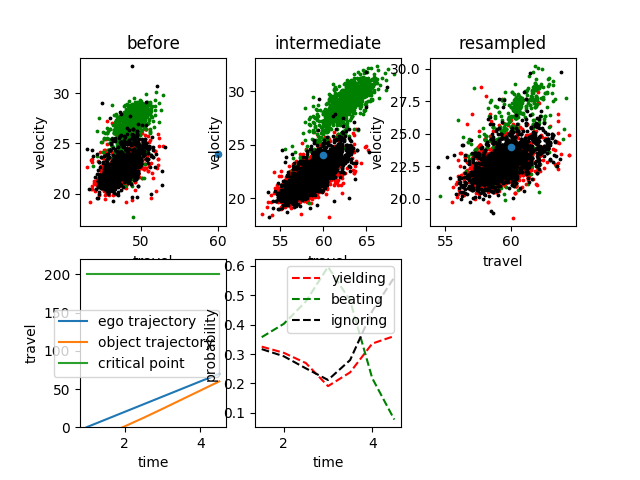 before
intermediate
resampled
velocity
30
25
20
50
60
travel
velocity
30
25
20
55
60
65
travel
velocity
30.0
27.5
25.0
22.5
20.0
55
60
travel
travel
200
150
100
50
0
ego trajectory
object trajectory
critical point
2
4
time
probability
0.6
0.5
0.4
0.3
0.2
0.1
yielding
beating
ignoring
2
4
time